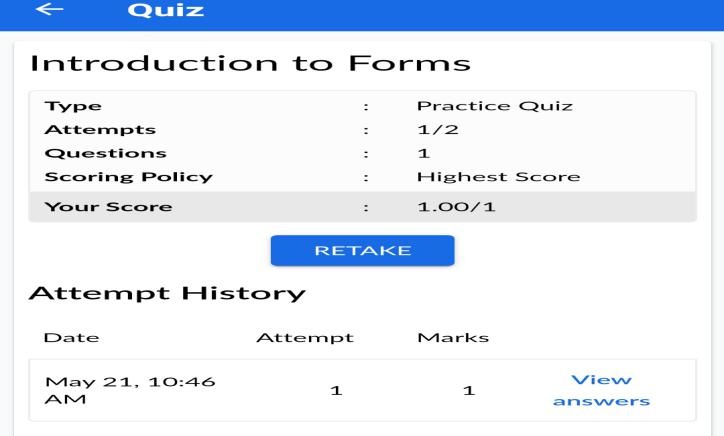 Quiz
Introduction to Forms
Type : Practice Quiz
Attempts : 1/2
Questions : 1
Scoring Policy : Highest Score
Your Score : 1.00/1
RETAKE
Attempt History
Date Attempt Marks
May 21, 10:46 AM 1 1 View answers